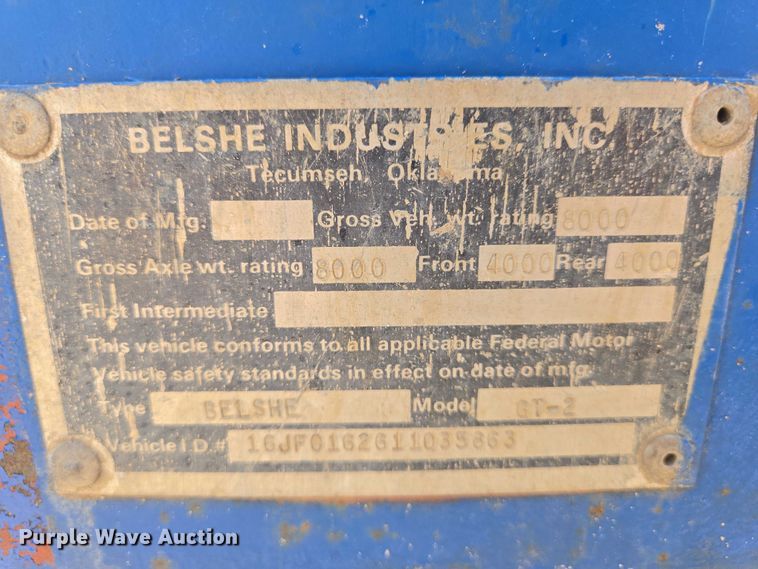 BELSHE INDUSTRIES, INC.
Tecumseh, Oklahoma
Date of Mfg. Gross Veh. wt. rating 8000
Gross Axle wt. rating 8000 Front 4000 Rear 4000
First Intermediate
This vehicle conforms to all applicable Federal Motor
Vehicle safety standards in effect on date of mfg.
Type BELSHE Model GT-2
Vehicle I.D.# 16JF0162611035863
Purple Wave Auction